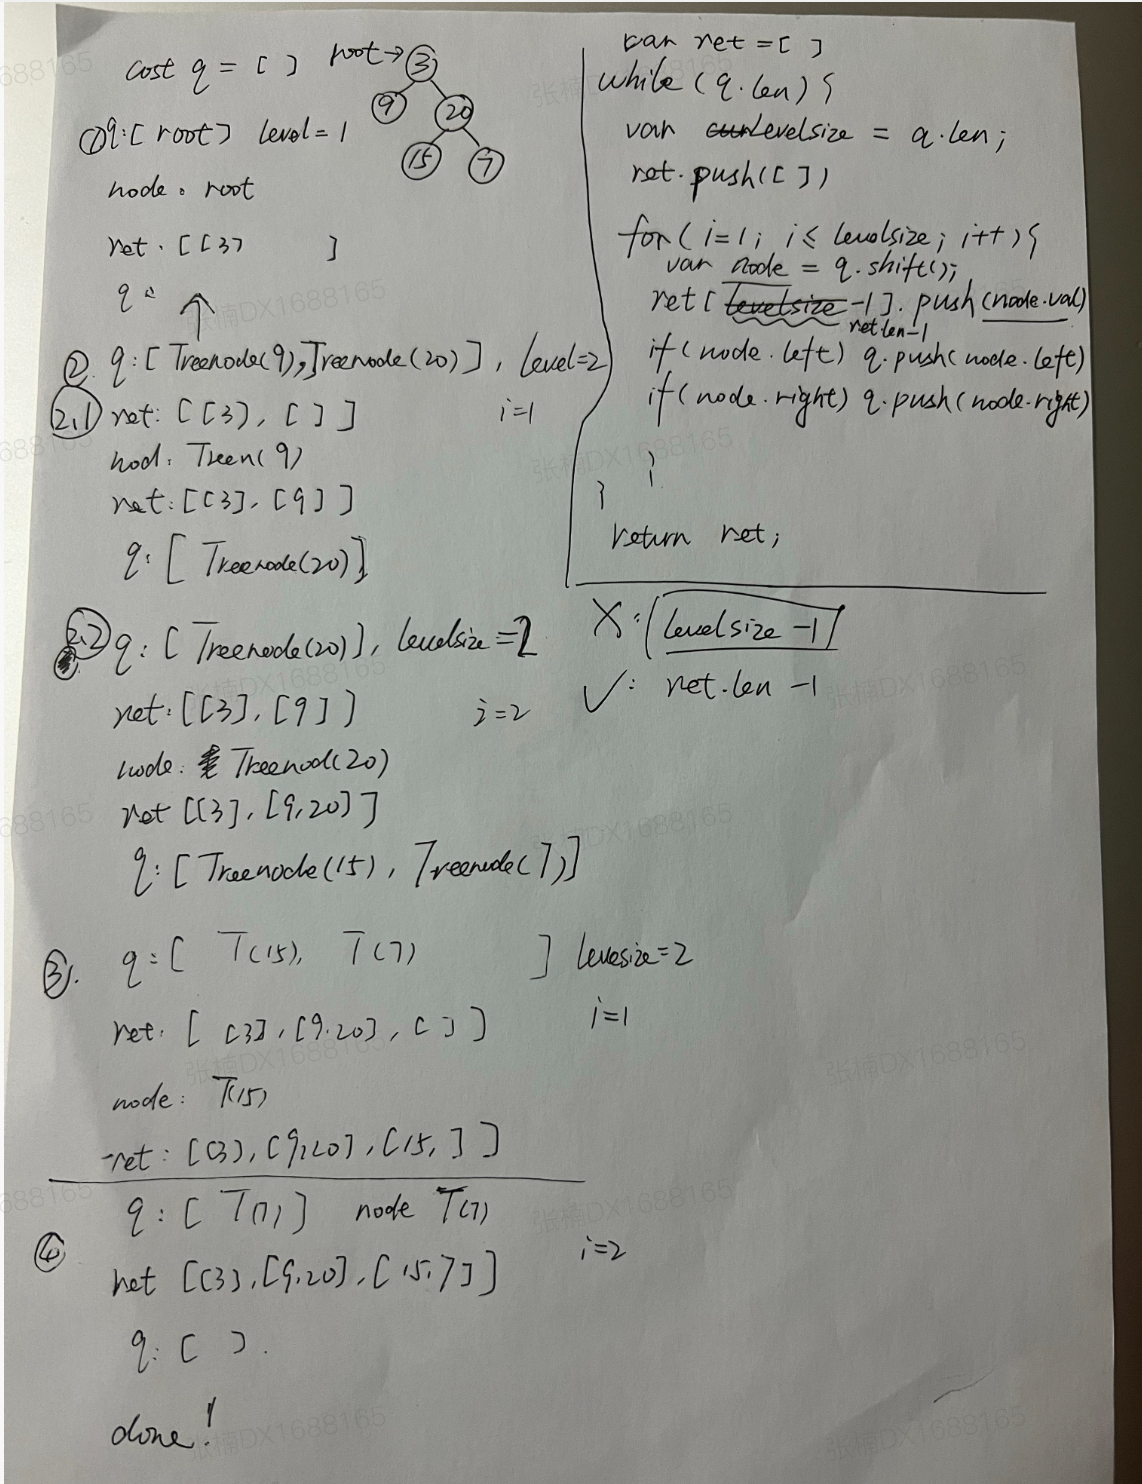 cost q = [ ]
root→ 3
9 20
15 7
① q:[root] level=1
node: root
ret: [[3] ]
q:
② q:[Treenode(9), Treenode(20)], level=2
2,1 ret: [[3], [ ]] i=1
nod: Treen(9)
ret: [[3], [9]]
q: [Treenode(20)]
2,2 q: [Treenode(20)], levelsize=2
ret: [[3], [9]] i=2
node: Treenod(20)
ret [[3], [9,20]]
q: [Treenode(15), Treenode(7)]
③. q=[ T(15), T(7) ] levesize=2
ret: [ [3], [9.20], [ ] ] i=1
node: T(15)
ret: [[3], [9,20], [15, ]]
q: [T(7)] node T(7)
④ i=2
ret [[3], [9,20], [15,7]]
q: [ ].
done!
var ret = [ ]
while (q.len) {
var curLevelsize = q.len;
ret.push([ ])
for( i=1; i≤ levelsize; i++){
var node = q.shift();
ret[levelsize -1]. push(node.val)
ret.len-1
if(node.left) q.push(node.left)
if(node.right) q.push(node.right)
}
}
return ret;
X: levelsize -1
✓: ret.len -1
张楠DX1688165